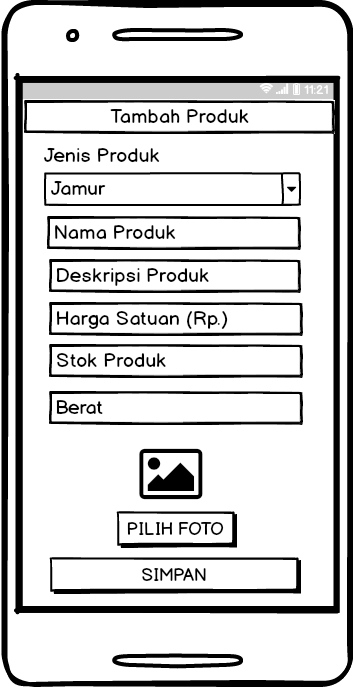 11:21
Tambah Produk
Jenis Produk
Jamur
Nama Produk
Deskripsi Produk
Harga Satuan (Rp.)
Stok Produk
Berat
PILIH FOTO
SIMPAN